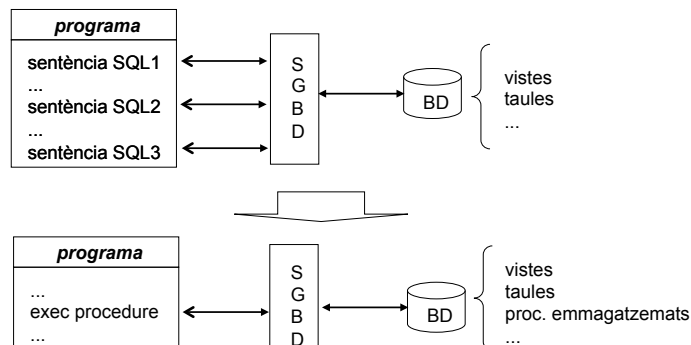 programa
sentència SQL1
...
sentència SQL2
...
sentència SQL3
S
G
B
D
BD
vistes
taules
...
programa
...
exec procedure
...
S
G
B
D
BD
vistes
taules
proc. emmagatzemats
...